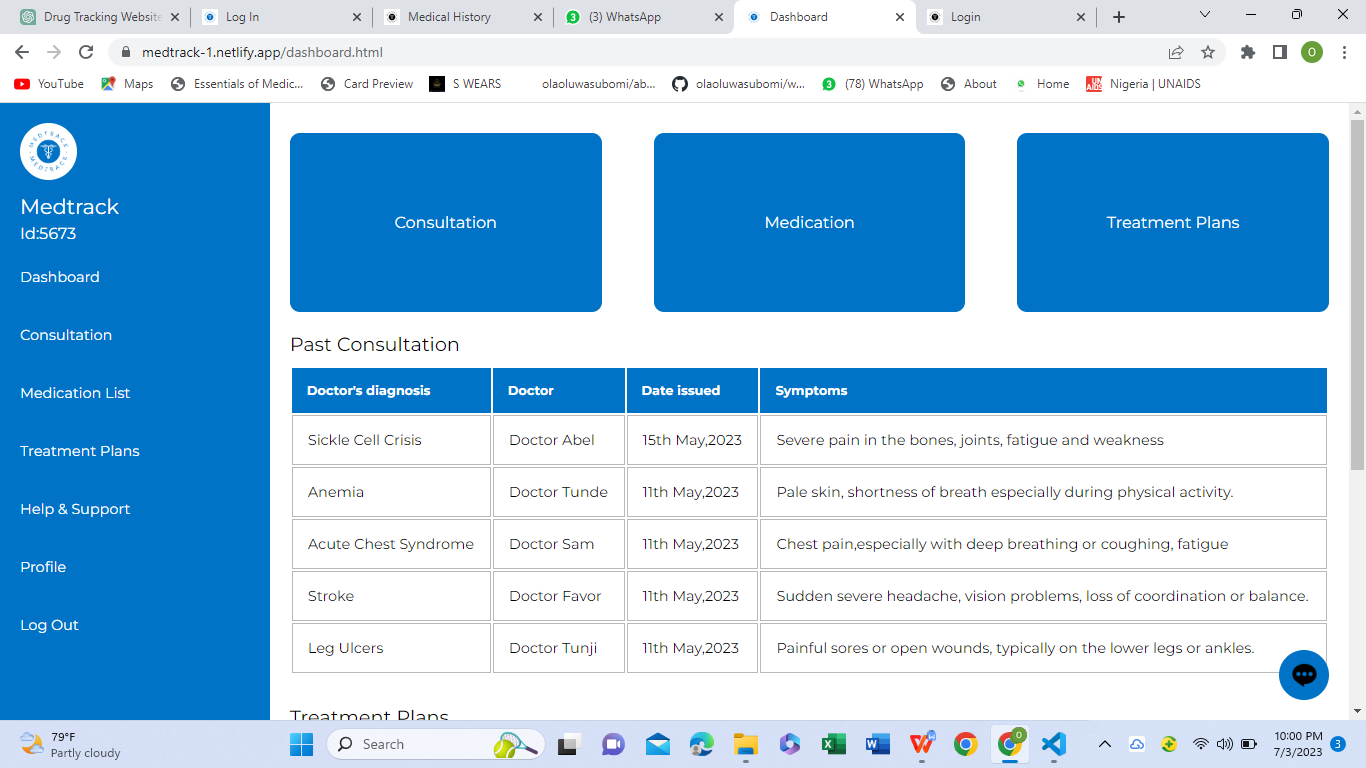 Drug Tracking Website
Log In
Medical History
(3) WhatsApp
Dashboard
Login
medtrack-1.netlify.app/dashboard.html
O
YouTube
Maps
Essentials of Medic...
Card Preview
S WEARS
olaoluwasubomi/ab...
olaoluwasubomi/w...
(78) WhatsApp
About
Home
Nigeria | UNAIDS
MEDTRACK MEDTRACK
Medtrack
Id:5673
Dashboard
Consultation
Medication List
Treatment Plans
Help & Support
Profile
Log Out
Consultation
Medication
Treatment Plans
Past Consultation
Doctor's diagnosis Doctor Date issued Symptoms
Sickle Cell Crisis Doctor Abel 15th May,2023 Severe pain in the bones, joints, fatigue and weakness
Anemia Doctor Tunde 11th May,2023 Pale skin, shortness of breath especially during physical activity.
Acute Chest Syndrome Doctor Sam 11th May,2023 Chest pain,especially with deep breathing or coughing, fatigue
Stroke Doctor Favor 11th May,2023 Sudden severe headache, vision problems, loss of coordination or balance.
Leg Ulcers Doctor Tunji 11th May,2023 Painful sores or open wounds, typically on the lower legs or ankles.
Treatment Plans
79°F
Partly cloudy
Search
10:00 PM
7/3/2023
3